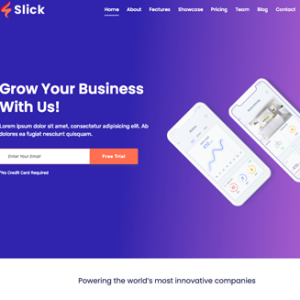 Slick
Home About Features Showcase Pricing Team Blog Contact
Grow Your Business
With Us!
Lorem ipsum dolor sit amet, consectetur adipisicing elit. Ab
dolores ea fugiat nesciunt quisquam.
Enter Your Email
Free Trial
*No Credit Card Required
Powering the world's most innovative companies